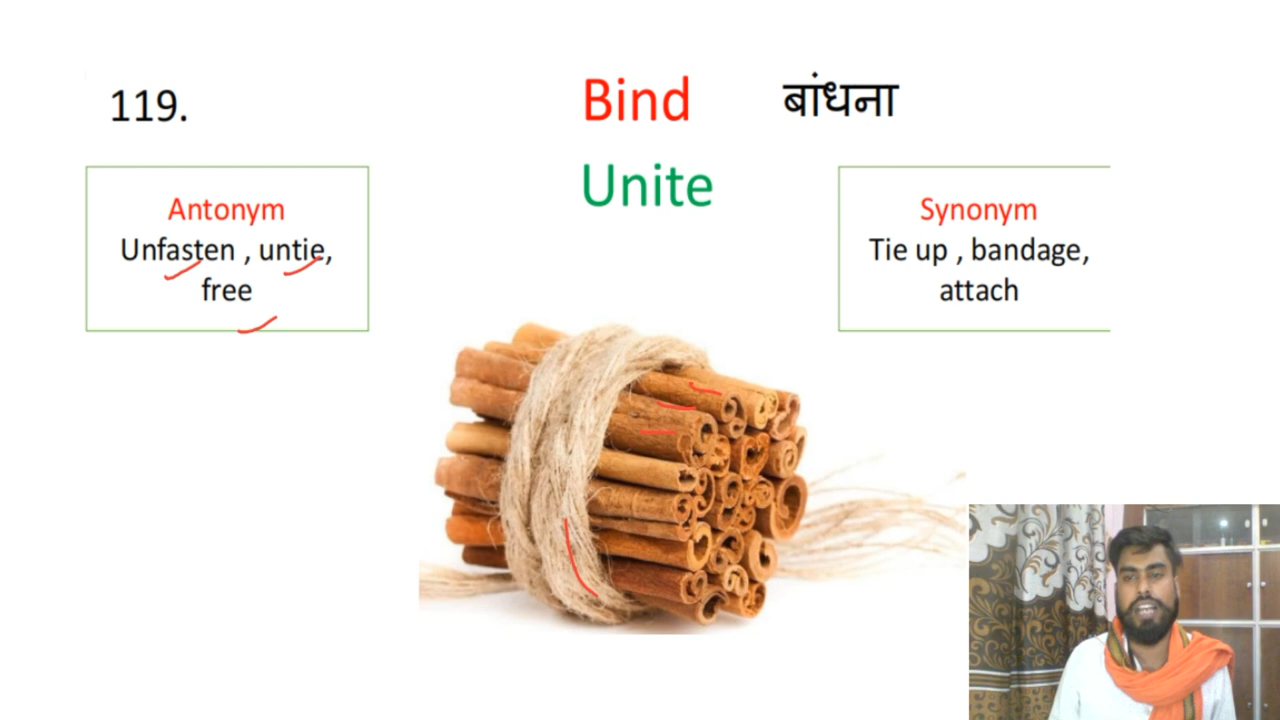 119.
Bind बांधना
Unite
Antonym
Unfasten , untie,
free
Synonym
Tie up , bandage,
attach